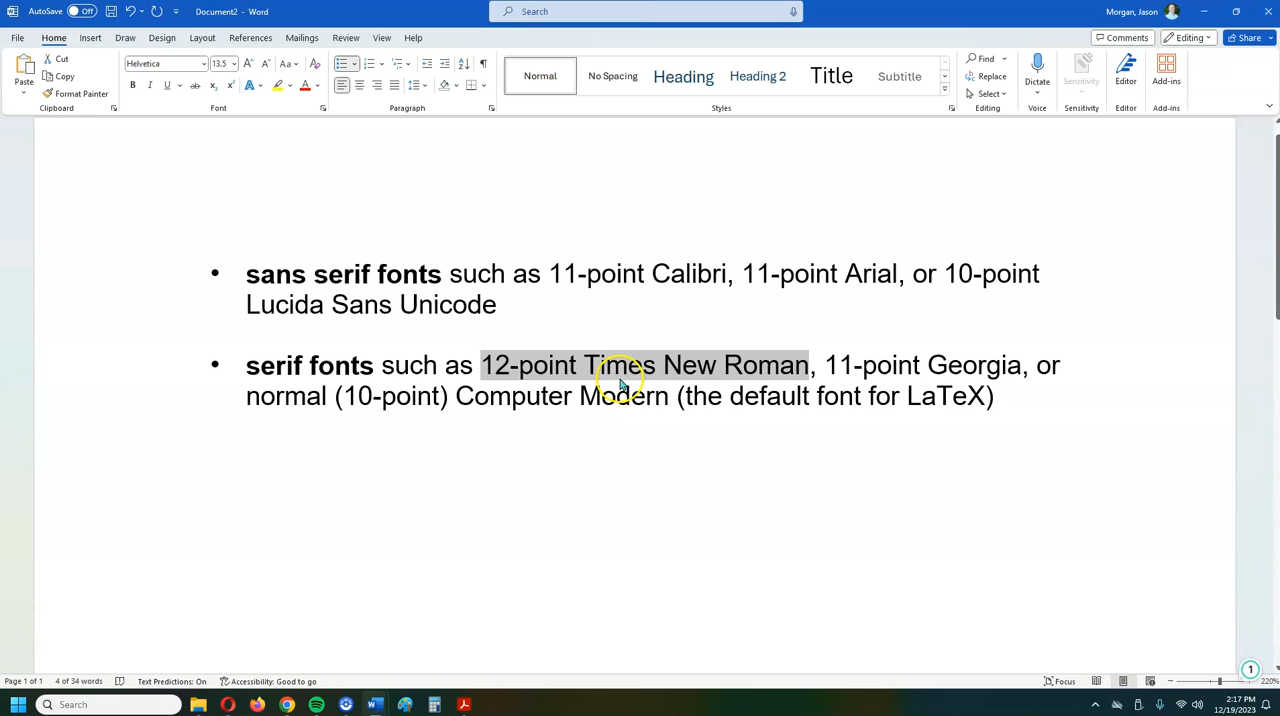 AutoSave Off Document2 - Word Search Morgan, Jason
File Home Insert Draw Design Layout References Mailings Review View Help Comments Editing Share
Paste Cut Copy Format Painter Clipboard
Helvetica 13.5 Aa Font
Paragraph
Normal No Spacing Heading Heading 2 Title Subtitle Styles
Find Replace Select Editing
Dictate Voice
Sensitivity Sensitivity
Editor Editor
Add-ins Add-ins
• sans serif fonts such as 11-point Calibri, 11-point Arial, or 10-point
Lucida Sans Unicode
• serif fonts such as 12-point Times New Roman, 11-point Georgia, or
normal (10-point) Computer Modern (the default font for LaTeX)
1
Page 1 of 1 4 of 34 words Text Predictions: On Accessibility: Good to go Focus 220%
Search 2:17 PM
12/19/2023